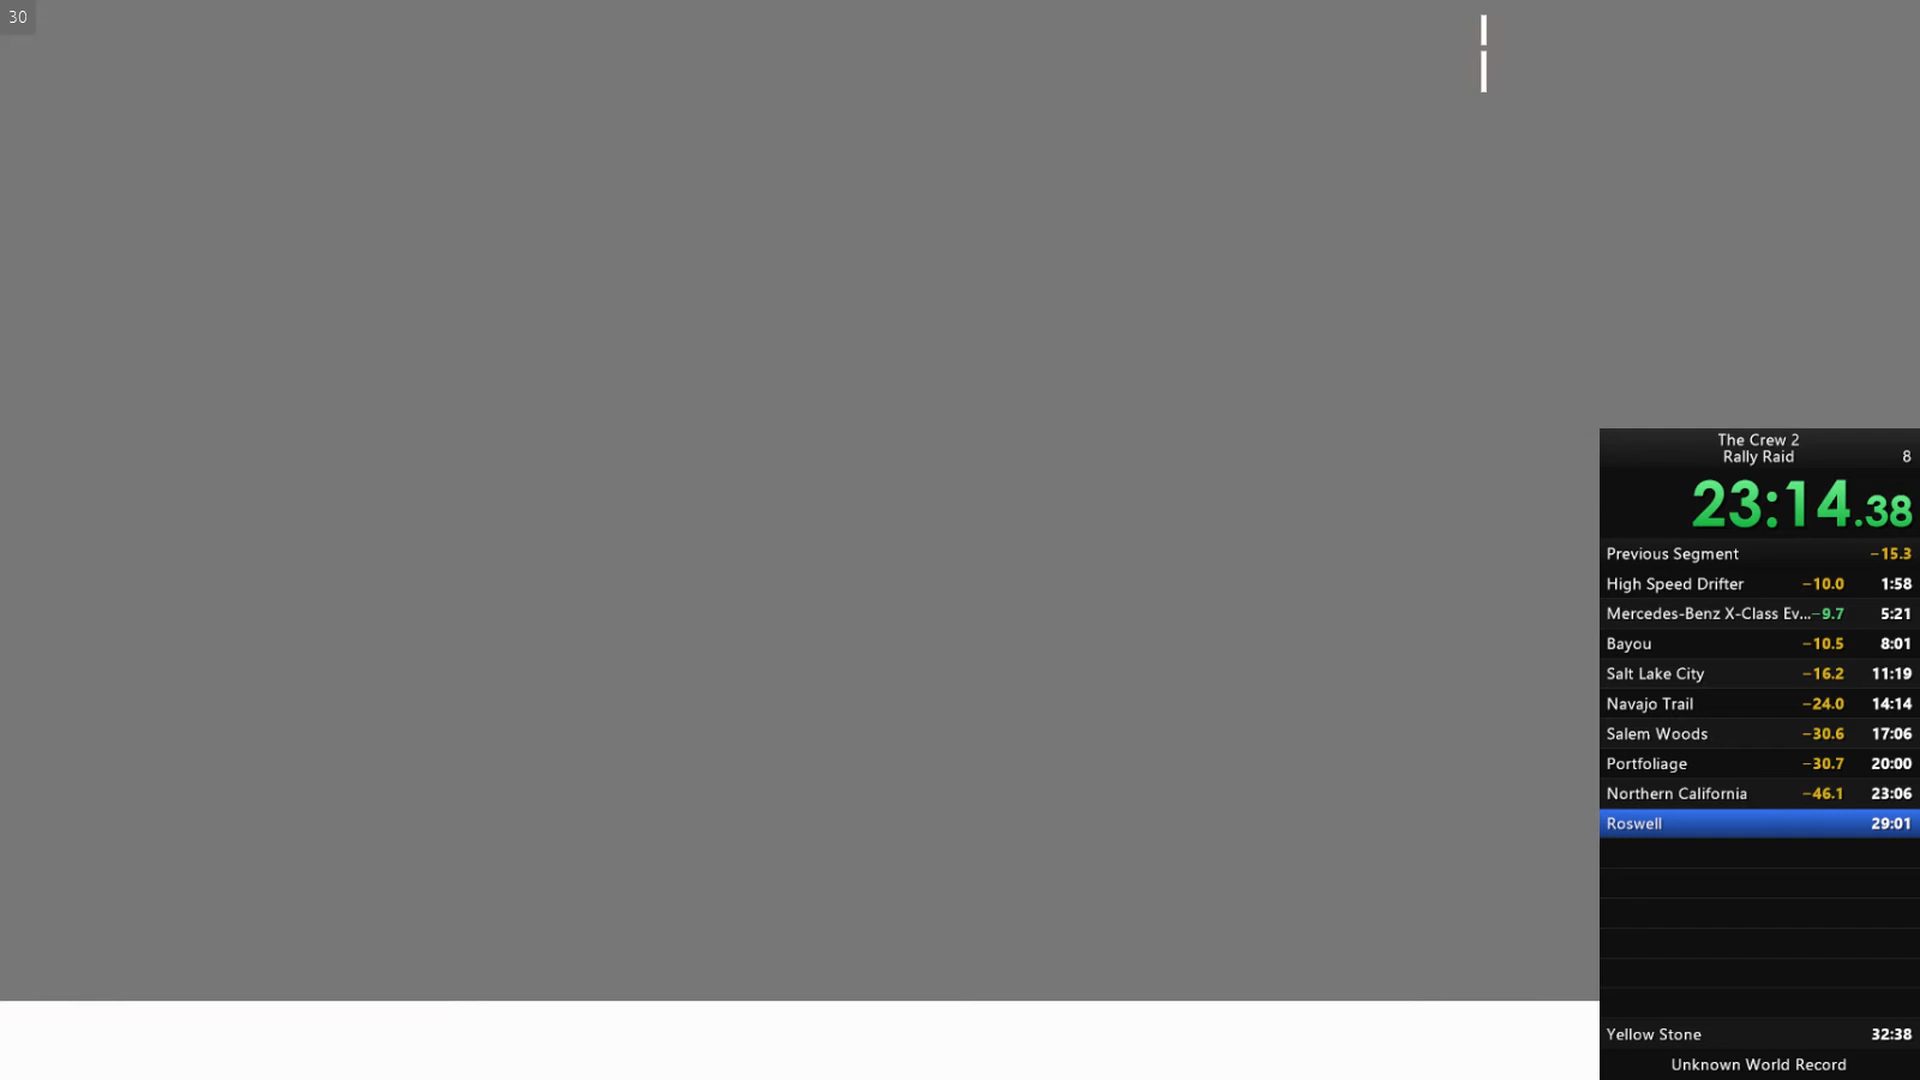 30
The Crew 2
Rally Raid 8
23:14.38
Previous Segment −15.3
High Speed Drifter −10.0 1:58
Mercedes-Benz X-Class Ev...−9.7 5:21
Bayou −10.5 8:01
Salt Lake City −16.2 11:19
Navajo Trail −24.0 14:14
Salem Woods −30.6 17:06
Portfoliage −30.7 20:00
Northern California −46.1 23:06
Roswell 29:01
Yellow Stone 32:38
Unknown World Record